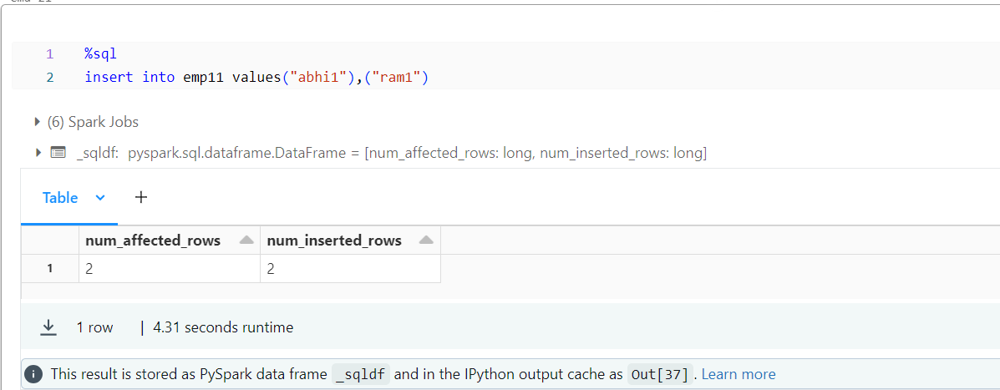 1 %sql
2 insert into emp11 values("abhi1"),("ram1")
(6) Spark Jobs
_sqldf: pyspark.sql.dataframe.DataFrame = [num_affected_rows: long, num_inserted_rows: long]
Table +
num_affected_rows num_inserted_rows
1 2 2
1 row | 4.31 seconds runtime
This result is stored as PySpark data frame _sqldf and in the IPython output cache as Out[37]. Learn more